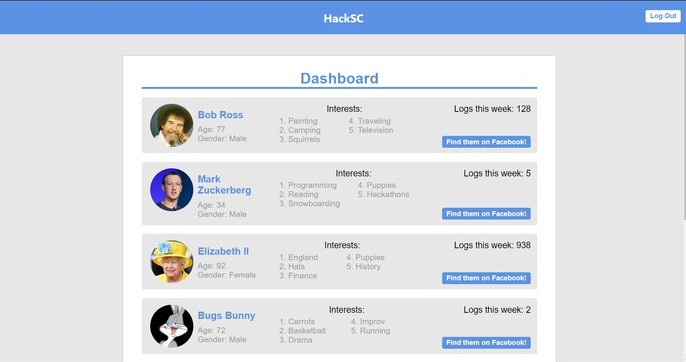 HackSC
Log Out
Dashboard
Bob Ross
Age: 77
Gender: Male
Interests:
1. Painting
2. Camping
3. Squirrels
4. Traveling
5. Television
Logs this week: 128
Find them on Facebook!
Mark
Zuckerberg
Age: 34
Gender: Male
Interests:
1. Programming
2. Reading
3. Snowboarding
4. Puppies
5. Hackathons
Logs this week: 5
Find them on Facebook!
Elizabeth II
Age: 92
Gender: Female
Interests:
1. England
2. Hats
3. Finance
4. Puppies
5. History
Logs this week: 938
Find them on Facebook!
Bugs Bunny
Age: 72
Gender: Male
Interests:
1. Carrots
2. Basketball
3. Drama
4. Improv
5. Running
Logs this week: 2
Find them on Facebook!